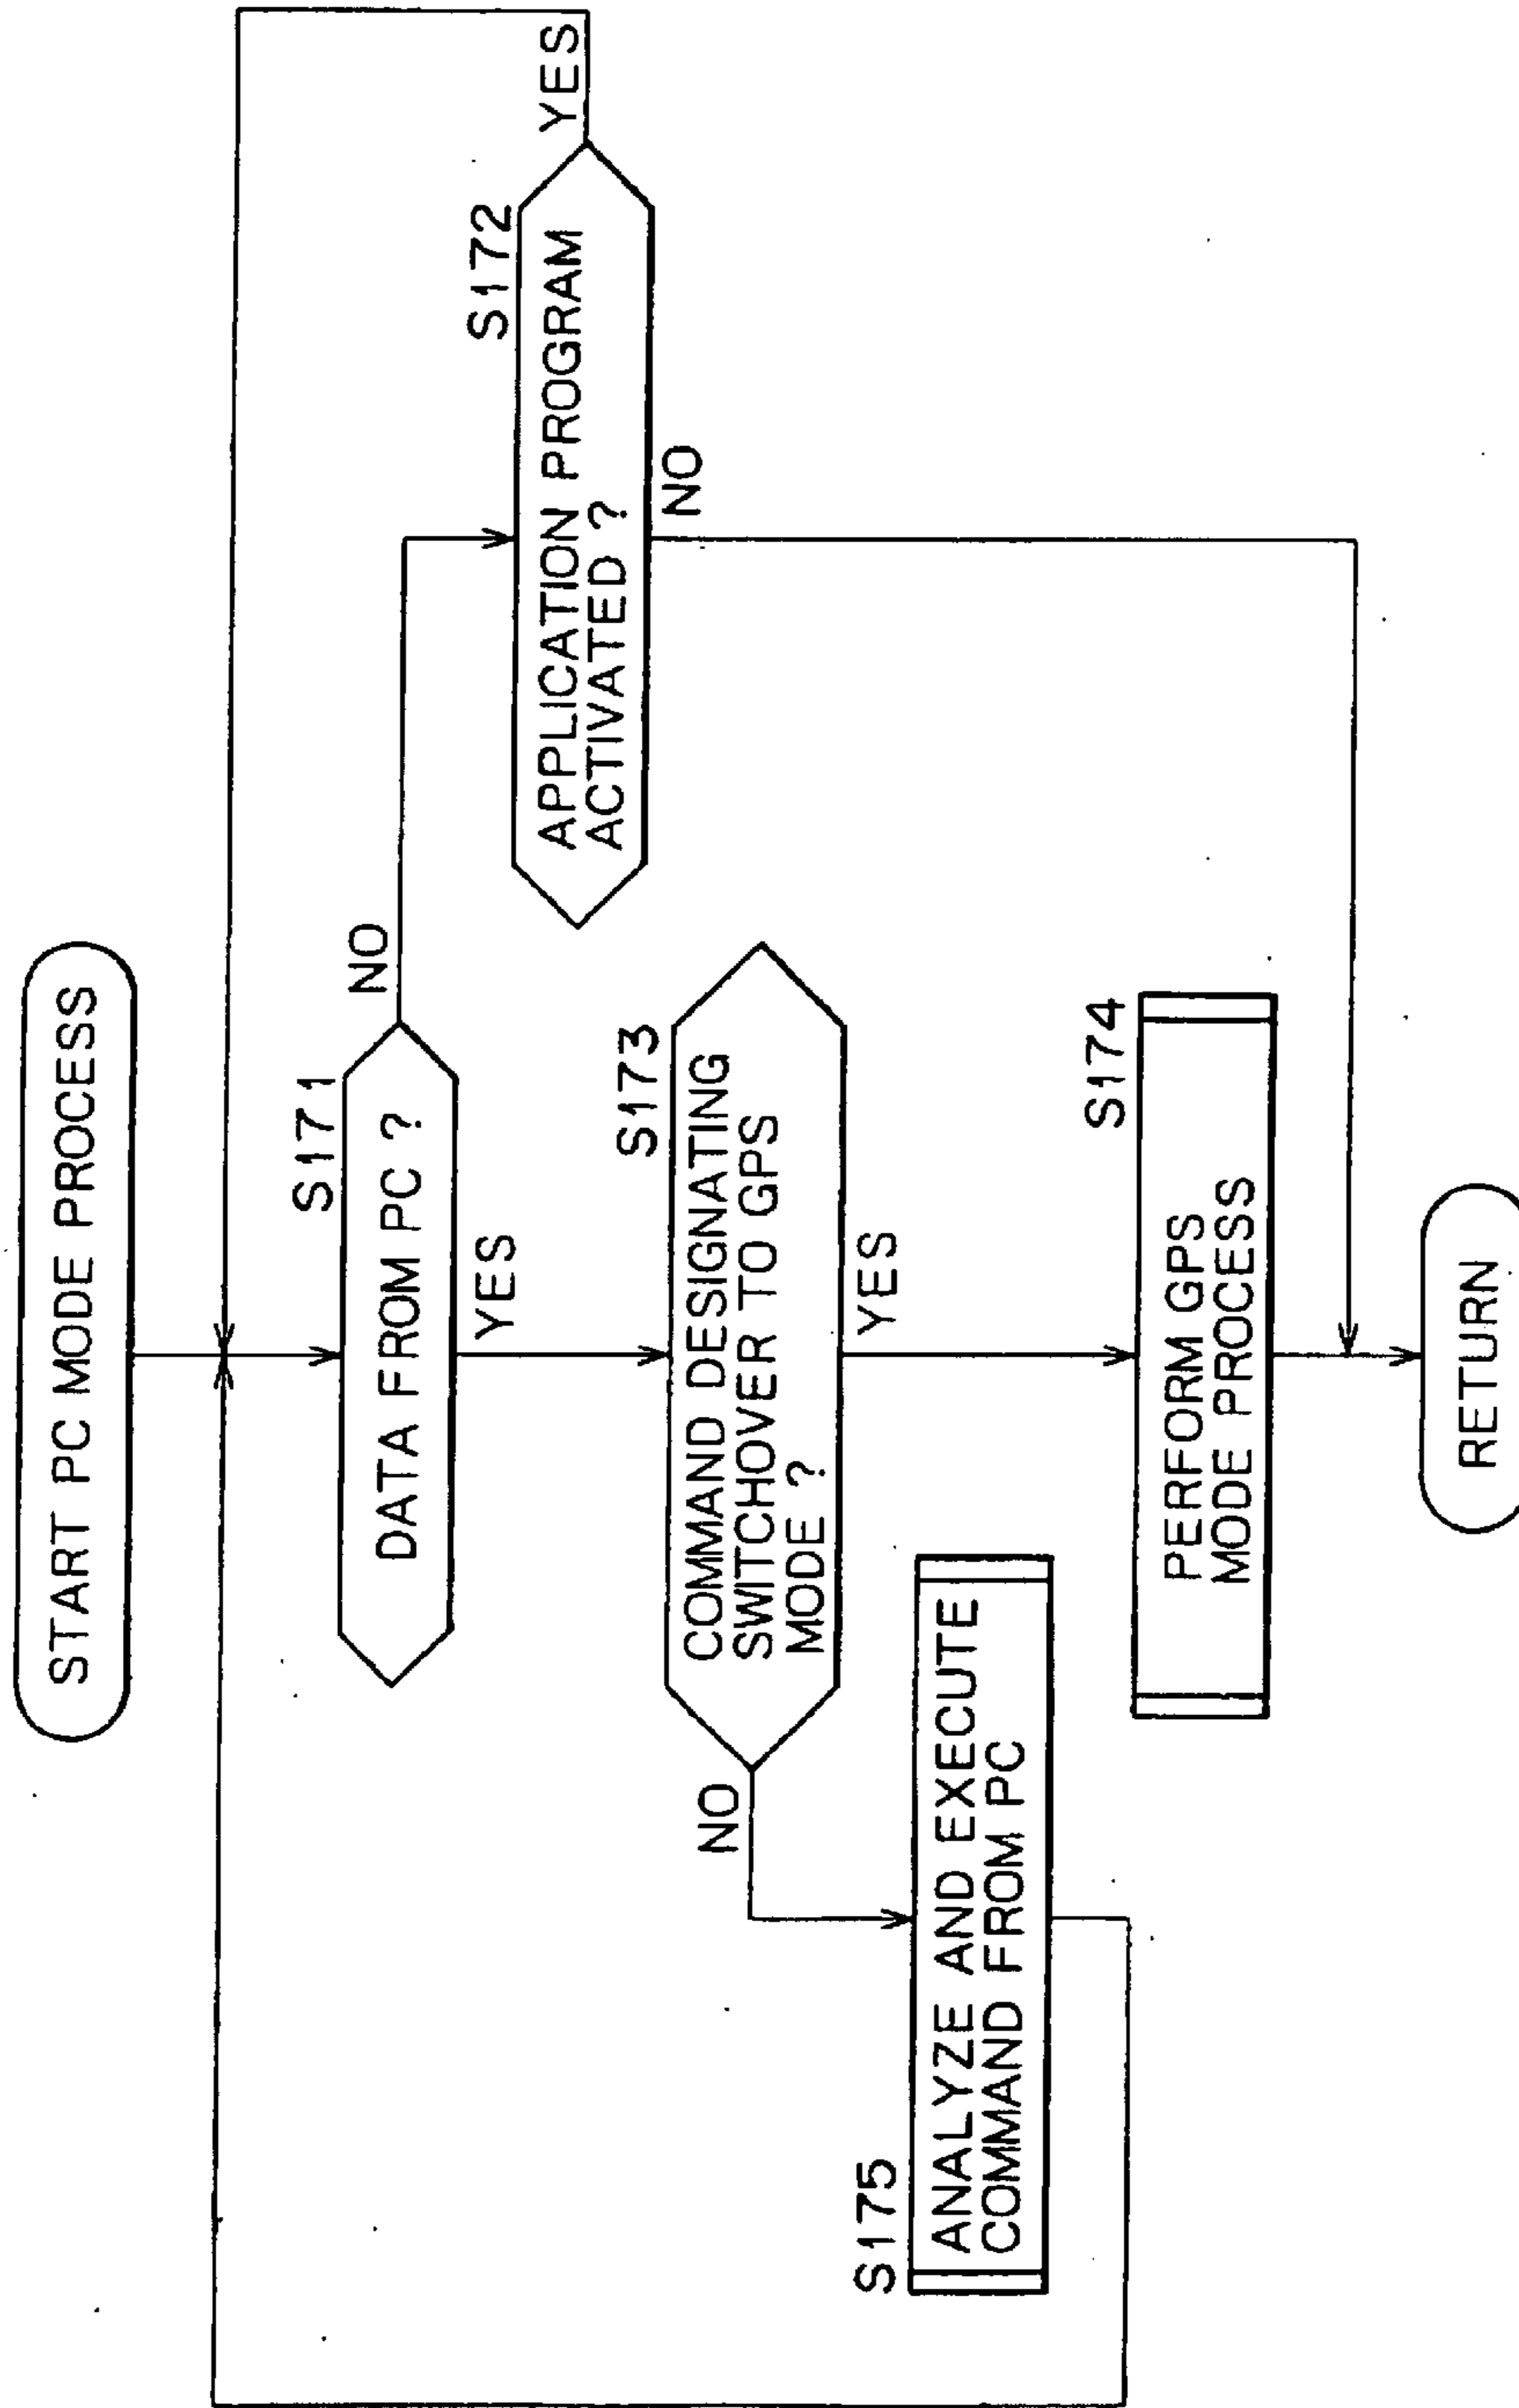 START PC MODE PROCESS
S171
DATA FROM PC ?
NO
YES
S172
APPLICATION PROGRAM
ACTIVATED ?
YES
NO
S173
COMMAND DESIGNATING
SWITCHOVER TO GPS
MODE ?
NO
YES
S175
ANALYZE AND EXECUTE
COMMAND FROM PC
S174
PERFORM GPS
MODE PROCESS
RETURN